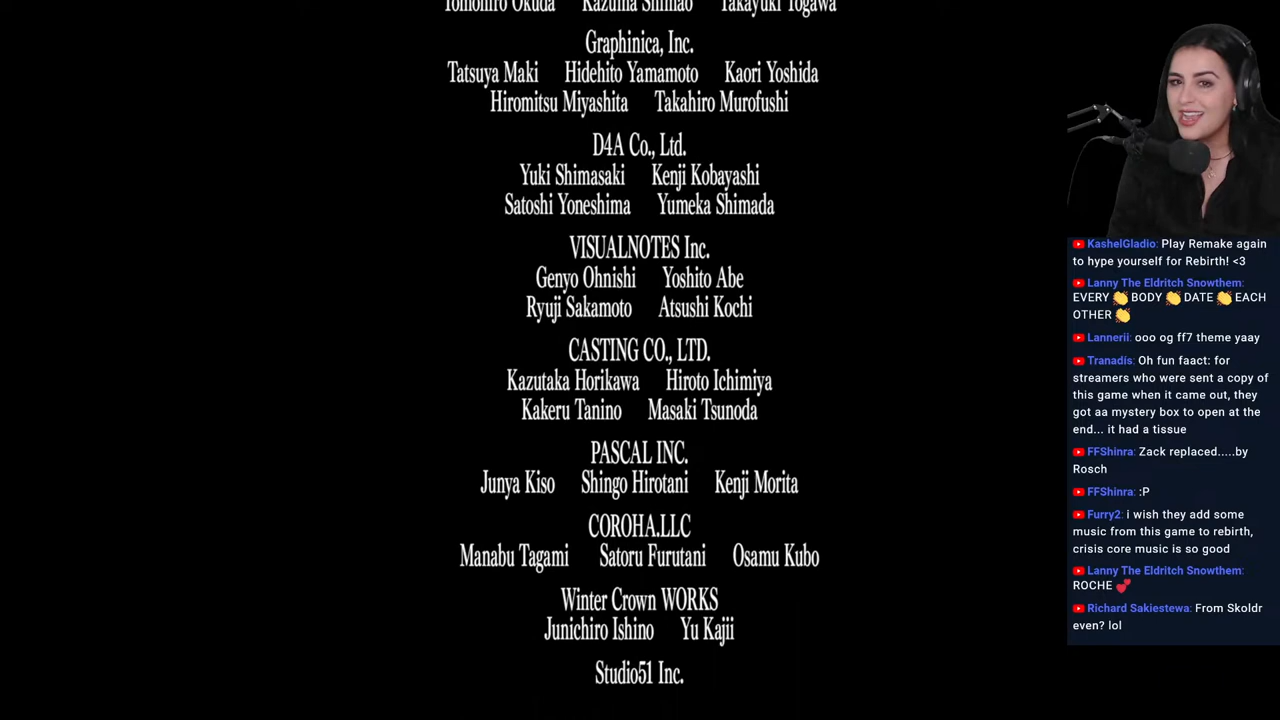 Tomohiro Okuda Kazuma Shimao Takayuki Togawa
Graphinica, Inc.
Tatsuya Maki Hidehito Yamamoto Kaori Yoshida
Hiromitsu Miyashita Takahiro Murofushi
D4A Co., Ltd.
Yuki Shimasaki Kenji Kobayashi
Satoshi Yoneshima Yumeka Shimada
VISUALNOTES Inc.
Genyo Ohnishi Yoshito Abe
Ryuji Sakamoto Atsushi Kochi
CASTING CO., LTD.
Kazutaka Horikawa Hiroto Ichimiya
Kakeru Tanino Masaki Tsunoda
PASCAL INC.
Junya Kiso Shingo Hirotani Kenji Morita
COROHA.LLC
Manabu Tagami Satoru Furutani Osamu Kubo
Winter Crown WORKS
Junichiro Ishino Yu Kajii
Studio51 Inc.
KashelGladio: Play Remake again
to hype yourself for Rebirth! <3
Lanny The Eldritch Snowthem:
EVERY 👏 BODY 👏 DATE 👏 EACH
OTHER 👏
Lannerii: ooo og ff7 theme yaay
Tranadís: Oh fun faact: for
streamers who were sent a copy of
this game when it came out, they
got aa mystery box to open at the
end... it had a tissue
FFShinra: Zack replaced.....by
Rosch
FFShinra: :P
Furry2: i wish they add some
music from this game to rebirth,
crisis core music is so good
Lanny The Eldritch Snowthem:
ROCHE 💕
Richard Sakiestewa: From Skoldr
even? lol